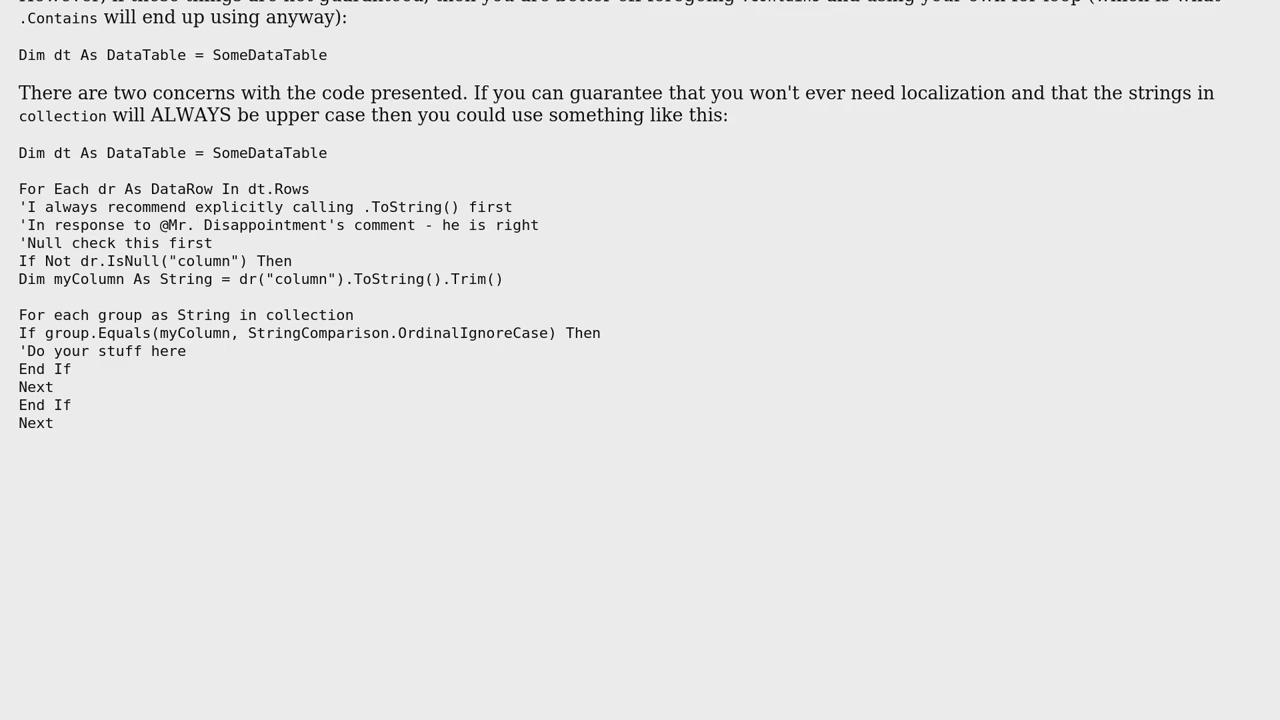 .Contains will end up using anyway):
Dim dt As DataTable = SomeDataTable
There are two concerns with the code presented. If you can guarantee that you won't ever need localization and that the strings in
collection will ALWAYS be upper case then you could use something like this:
Dim dt As DataTable = SomeDataTable
For Each dr As DataRow In dt.Rows
'I always recommend explicitly calling .ToString() first
'In response to @Mr. Disappointment's comment - he is right
'Null check this first
If Not dr.IsNull("column") Then
Dim myColumn As String = dr("column").ToString().Trim()
For each group as String in collection
If group.Equals(myColumn, StringComparison.OrdinalIgnoreCase) Then
'Do your stuff here
End If
Next
End If
Next